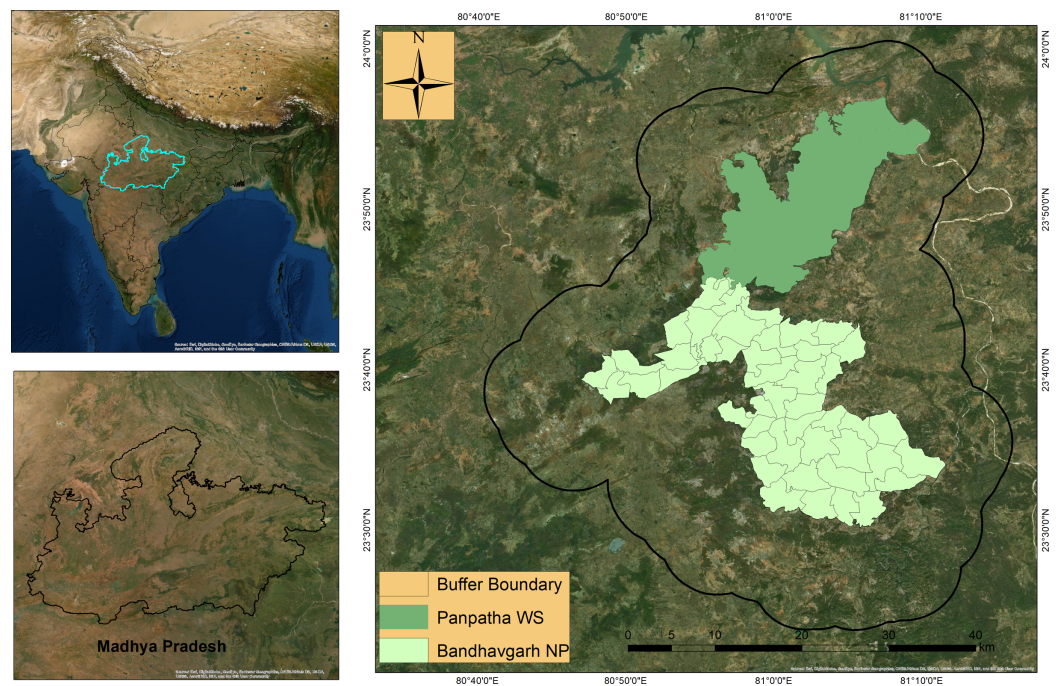 80°40'0"E 80°50'0"E 81°0'0"E 81°10'0"E
N
24°0'0"N 24°0'0"N
23°50'0"N 23°50'0"N
23°40'0"N 23°40'0"N
23°30'0"N 23°30'0"N
Madhya Pradesh
Buffer Boundary
Panpatha WS
Bandhavgarh NP
0 5 10 20 30 40
km
80°40'0"E 80°50'0"E 81°0'0"E 81°10'0"E